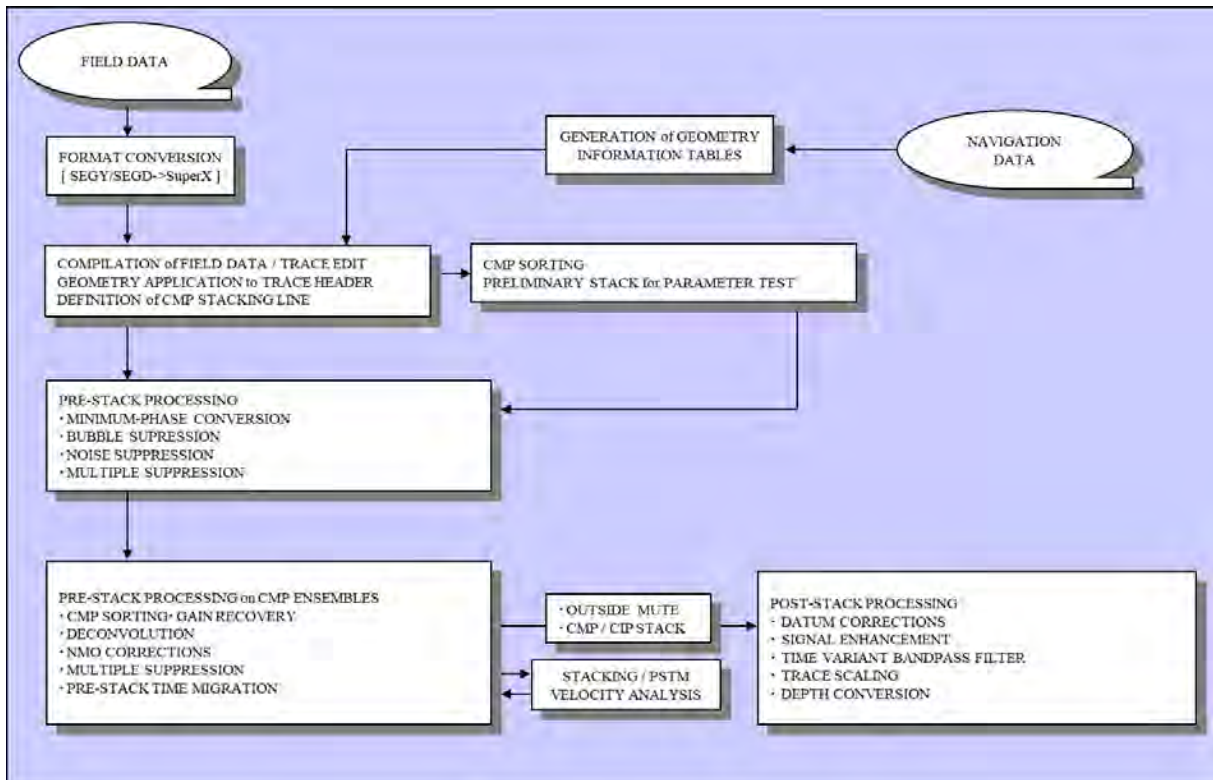 FIELD DATA
FORMAT CONVERSION
[ SEGY/SEGD->SuperX ]
GENERATION of GEOMETRY
INFORMATION TABLES
NAVIGATION
DATA
COMPILATION of FIELD DATA / TRACE EDIT
GEOMETRY APPLICATION to TRACE HEADER
DEFINITION of CMP STACKING LINE
CMP SORTING
PRELIMINARY STACK for PARAMETER TEST
PRE-STACK PROCESSING
・MINIMUM-PHASE CONVERSION
・BUBBLE SUPRESSION
・NOISE SUPPRESSION
・MULTIPLE SUPPRESSION
PRE-STACK PROCESSING on CMP ENSEMBLES
・CMP SORTING・GAIN RECOVERY
・DECONVOLUTION
・NMO CORRECTIONS
・MULTIPLE SUPPRESSION
・PRE-STACK TIME MIGRATION
・OUTSIDE MUTE
・CMP / CIP STACK
STACKING / PSTM
VELOCITY ANALYSIS
POST-STACK PROCESSING
・DATUM CORRECTIONS
・SIGNAL ENHANCEMENT
・TIME VARIANT BANDPASS FILTER
・TRACE SCALING
・DEPTH CONVERSION